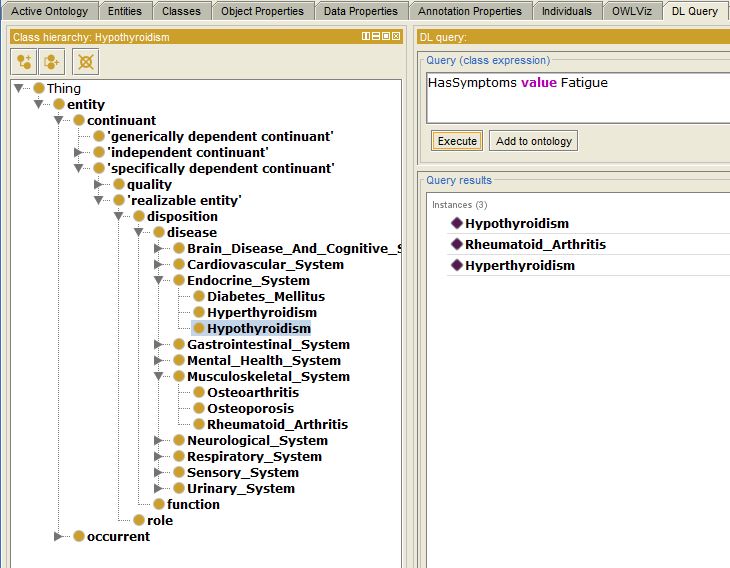 Active Ontology Entities Classes Object Properties Data Properties Annotation Properties Individuals OWLViz DL Query
Class hierarchy: Hypothyroidism
Thing
entity
continuant
'generically dependent continuant'
'independent continuant'
'specifically dependent continuant'
quality
'realizable entity'
disposition
disease
Brain_Disease_And_Cognitive_S
Cardiovascular_System
Endocrine_System
Diabetes_Mellitus
Hyperthyroidism
Hypothyroidism
Gastrointestinal_System
Mental_Health_System
Musculoskeletal_System
Osteoarthritis
Osteoporosis
Rheumatoid_Arthritis
Neurological_System
Respiratory_System
Sensory_System
Urinary_System
function
role
occurrent
DL query:
Query (class expression)
HasSymptoms value Fatigue
Execute Add to ontology
Query results
Instances (3)
Hypothyroidism
Rheumatoid_Arthritis
Hyperthyroidism